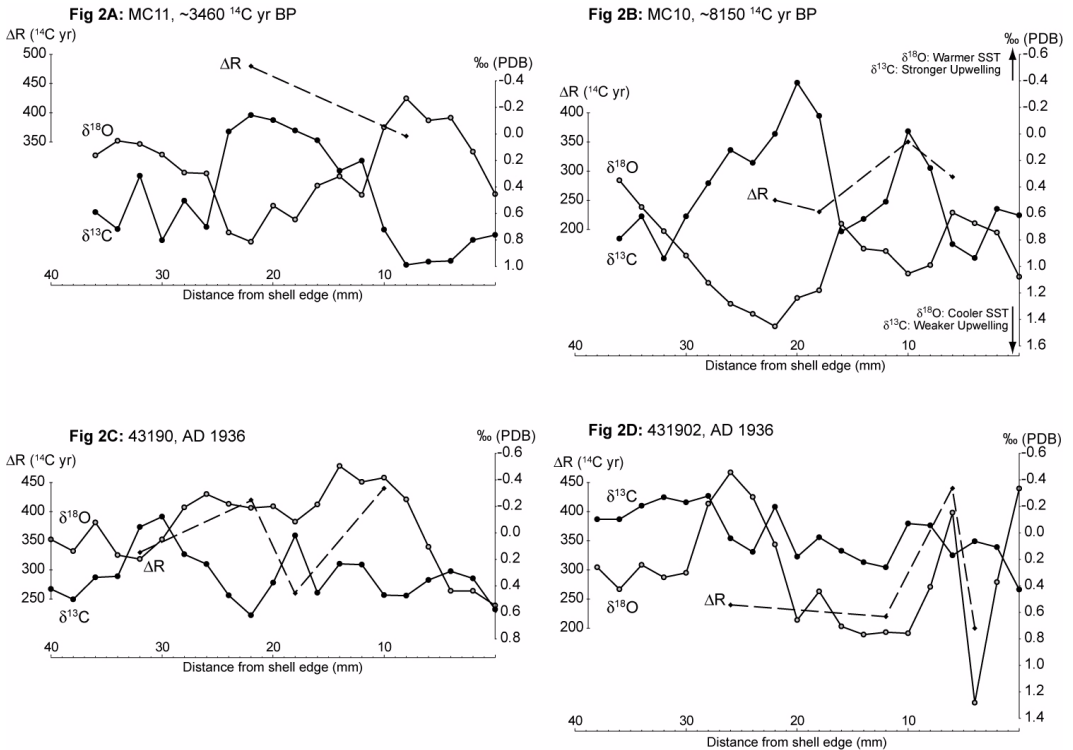 Fig 2A: MC11, ~3460 ¹⁴C yr BP
ΔR (¹⁴C yr)
500
450
400
350
‰ (PDB)
-0.4
-0.2
0.0
0.2
0.4
0.6
0.8
1.0
ΔR
δ¹⁸O
δ¹³C
40
30
20
10
Distance from shell edge (mm)
Fig 2B: MC10, ~8150 ¹⁴C yr BP
‰ (PDB)
δ¹⁸O: Warmer SST
δ¹³C: Stronger Upwelling
ΔR (¹⁴C yr)
400
350
300
250
200
-0.6
-0.4
-0.2
0.0
0.2
0.4
0.6
0.8
1.0
1.2
1.4
1.6
δ¹⁸O
ΔR
δ¹³C
δ¹⁸O: Cooler SST
δ¹³C: Weaker Upwelling
40
30
20
10
Distance from shell edge (mm)
Fig 2C: 43190, AD 1936
ΔR (¹⁴C yr)
450
400
350
300
250
‰ (PDB)
-0.6
-0.4
-0.2
0.0
0.2
0.4
0.6
0.8
δ¹⁸O
ΔR
δ¹³C
40
30
20
10
Distance from shell edge (mm)
Fig 2D: 431902, AD 1936
ΔR (¹⁴C yr)
450
400
350
300
250
200
‰ (PDB)
-0.6
-0.4
-0.2
0.0
0.2
0.4
0.6
0.8
1.0
1.2
1.4
δ¹³C
δ¹⁸O
ΔR
40
30
20
10
Distance from shell edge (mm)